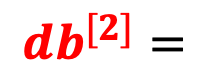 db^[2] =